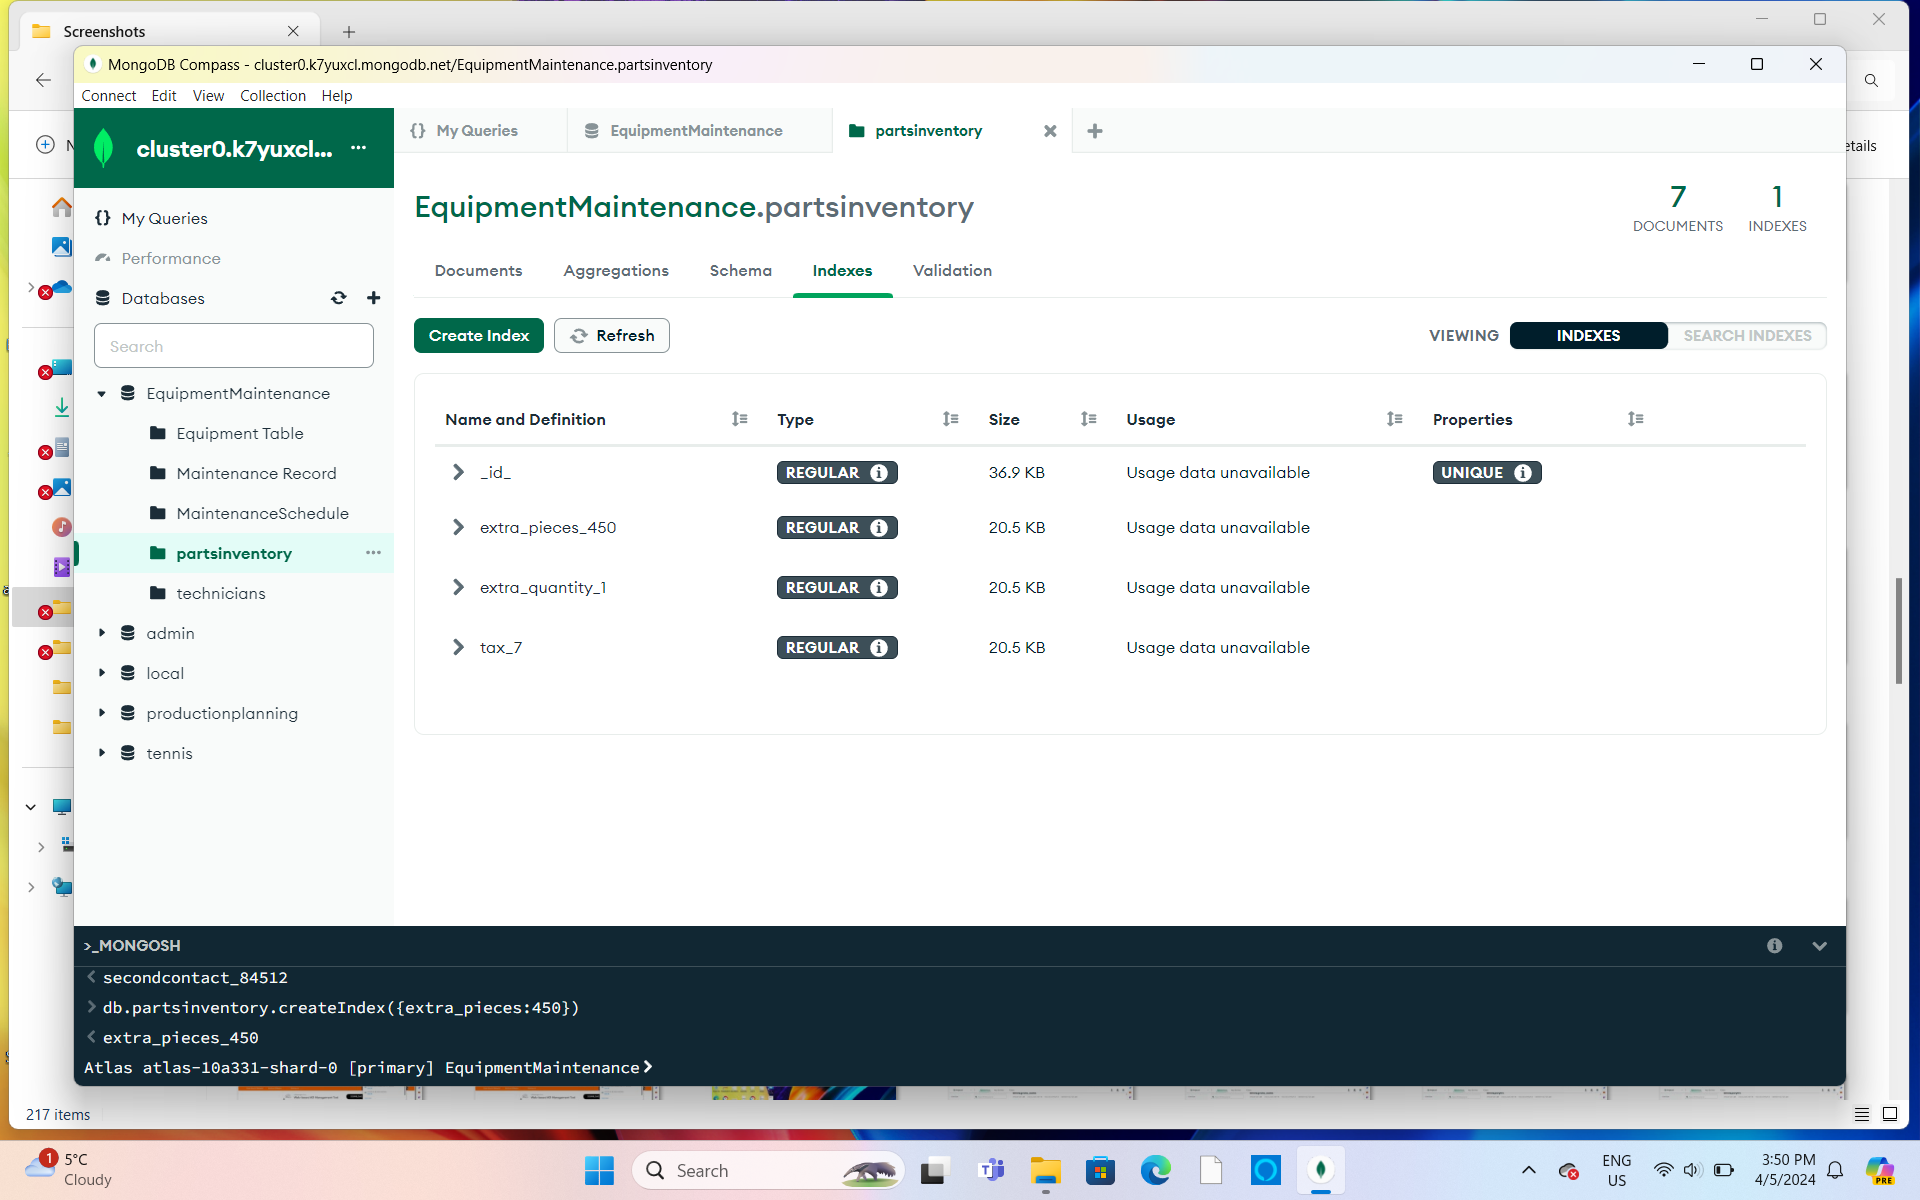 Screenshots
MongoDB Compass - cluster0.k7yuxcl.mongodb.net/EquipmentMaintenance.partsinventory
Connect Edit View Collection Help
cluster0.k7yuxcl...
My Queries
EquipmentMaintenance
partsinventory
N
etails
EquipmentMaintenance.partsinventory
7
DOCUMENTS
1
INDEXES
My Queries
Performance
Databases
Search
EquipmentMaintenance
Equipment Table
Maintenance Record
MaintenanceSchedule
partsinventory
technicians
admin
local
productionplanning
tennis
Documents Aggregations Schema Indexes Validation
Create Index Refresh VIEWING INDEXES SEARCH INDEXES
Name and Definition Type Size Usage Properties
_id_ REGULAR 36.9 KB Usage data unavailable UNIQUE
extra_pieces_450 REGULAR 20.5 KB Usage data unavailable
extra_quantity_1 REGULAR 20.5 KB Usage data unavailable
tax_7 REGULAR 20.5 KB Usage data unavailable
>_MONGOSH
< secondcontact_84512
> db.partsinventory.createIndex({extra_pieces:450})
< extra_pieces_450
Atlas atlas-10a331-shard-0 [primary] EquipmentMaintenance>
217 items
1
5°C
Cloudy
Search
ENG
US
3:50 PM
4/5/2024
PRE